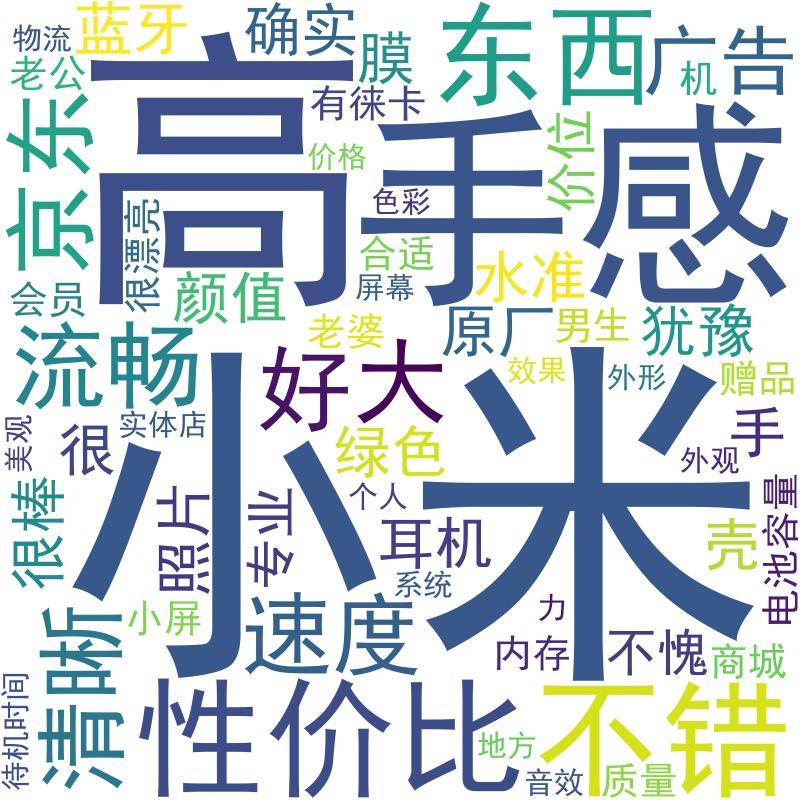 物流
蓝牙
确实
膜
东西
广告
机
老公
有徕卡
高
手感
京东
价格
价位
色彩
很漂亮
合适
水准
会员
颜值
屏幕
老婆
原厂
男生
犹豫
流畅
好大
效果
外形
赠品
小米
美观
实体店
很
绿色
手
外观
很棒
照片
专业
个人
耳机
壳
电池容量
系统
清晰
小屏
速度
力
内存
不愧
商城
待机时间
性价比
不错
地方
音效
质量